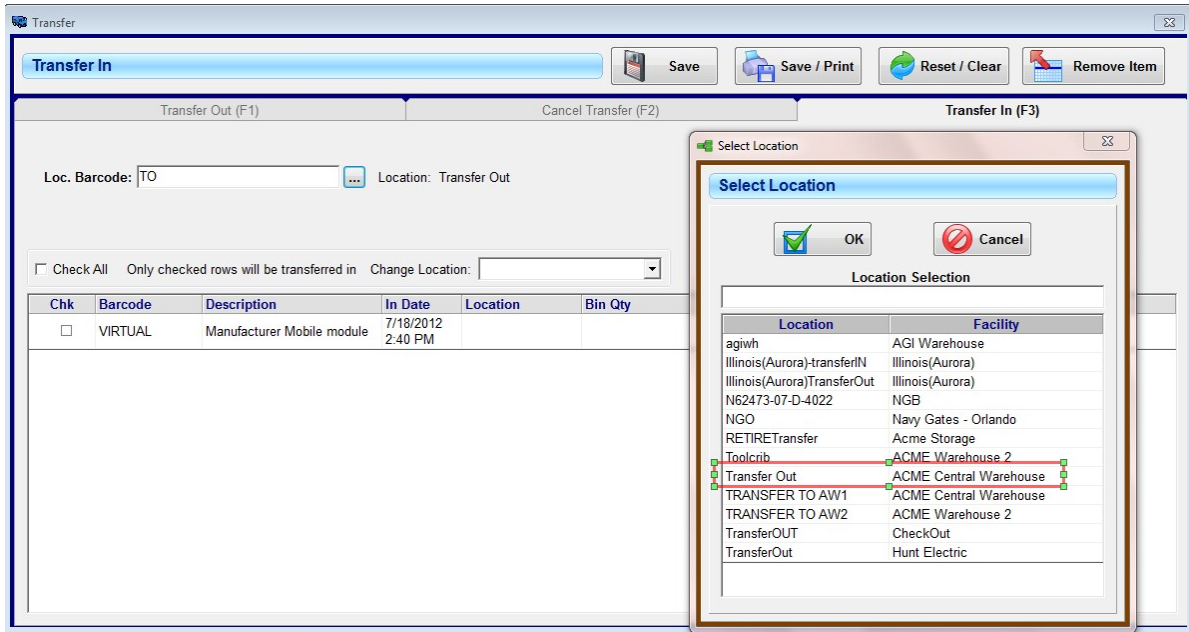 Transfer
Transfer In
Save
Save / Print
Reset / Clear
Remove Item
Transfer Out (F1)
Cancel Transfer (F2)
Transfer In (F3)
Loc. Barcode: TO ... Location: Transfer Out
Check All Only checked rows will be transferred in Change Location:
Chk Barcode Description In Date Location Bin Qty
VIRTUAL Manufacturer Mobile module 7/18/2012
2:40 PM
Select Location
Select Location
OK
Cancel
Location Selection
Location Facility
agiwh AGI Warehouse
Illinois(Aurora)-transferIN Illinois(Aurora)
Illinois(Aurora)TransferOut Illinois(Aurora)
N62473-07-D-4022 NGB
NGO Navy Gates - Orlando
RETIRETransfer Acme Storage
Toolcrib ACME Warehouse 2
Transfer Out ACME Central Warehouse
TRANSFER TO AW1 ACME Central Warehouse
TRANSFER TO AW2 ACME Warehouse 2
TransferOUT CheckOut
TransferOut Hunt Electric